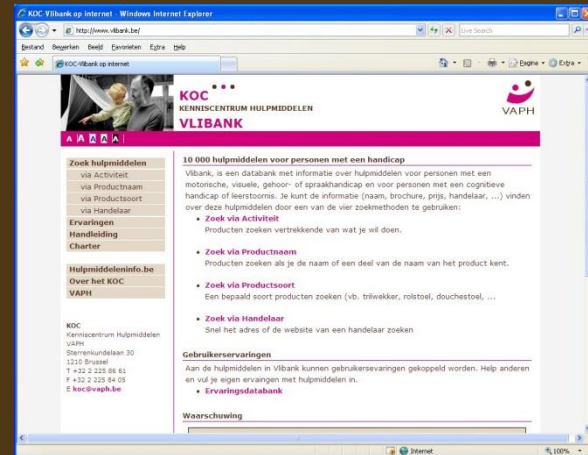 KOC-Vlibank op internet - Windows Internet Explorer
http://www.vlibank.be/
Live Search
Bestand Bewerken Beeld Favorieten Extra Help
KOC-Vlibank op internet
Pagina Extra
KOC
KENNISCENTRUM HULPMIDDELEN
VLIBANK
VAPH
A A A A A
Zoek hulpmiddelen
via Activiteit
via Productnaam
via Productsoort
via Handelaar
Ervaringen
Handleiding
Charter
Hulpmiddeleninfo.be
Over het KOC
VAPH
KOC
Kenniscentrum Hulpmiddelen
VAPH
Sterrenkundelaan 30
1210 Brussel
T +32 2 225 86 61
F +32 2 225 84 05
E koc@vaph.be
10 000 hulpmiddelen voor personen met een handicap
Vlibank, is een databank met informatie over hulpmiddelen voor personen met een
motorische, visuele, gehoor- of spraakhandicap en voor personen met een cognitieve
handicap of leerstoornis. Je kunt de informatie (naam, brochure, prijs, handelaar, ...) vinden
over deze hulpmiddelen door een van de vier zoekmethoden te gebruiken:
• Zoek via Activiteit
Producten zoeken vertrekkende van wat je wil doen.
• Zoek via Productnaam
Producten zoeken als je de naam of een deel van de naam van het product kent.
• Zoek via Productsoort
Een bepaald soort producten zoeken (vb. trilwekker, rolstoel, douchestoel, ...
• Zoek via Handelaar
Snel het adres of de website van een handelaar zoeken
Gebruikerservaringen
Aan de hulpmiddelen in Vlibank kunnen gebruikerservaringen gekoppeld worden. Help anderen
en vul je eigen ervaringen met hulpmiddelen in.
• Ervaringsdatabank
Waarschuwing
Internet
100%